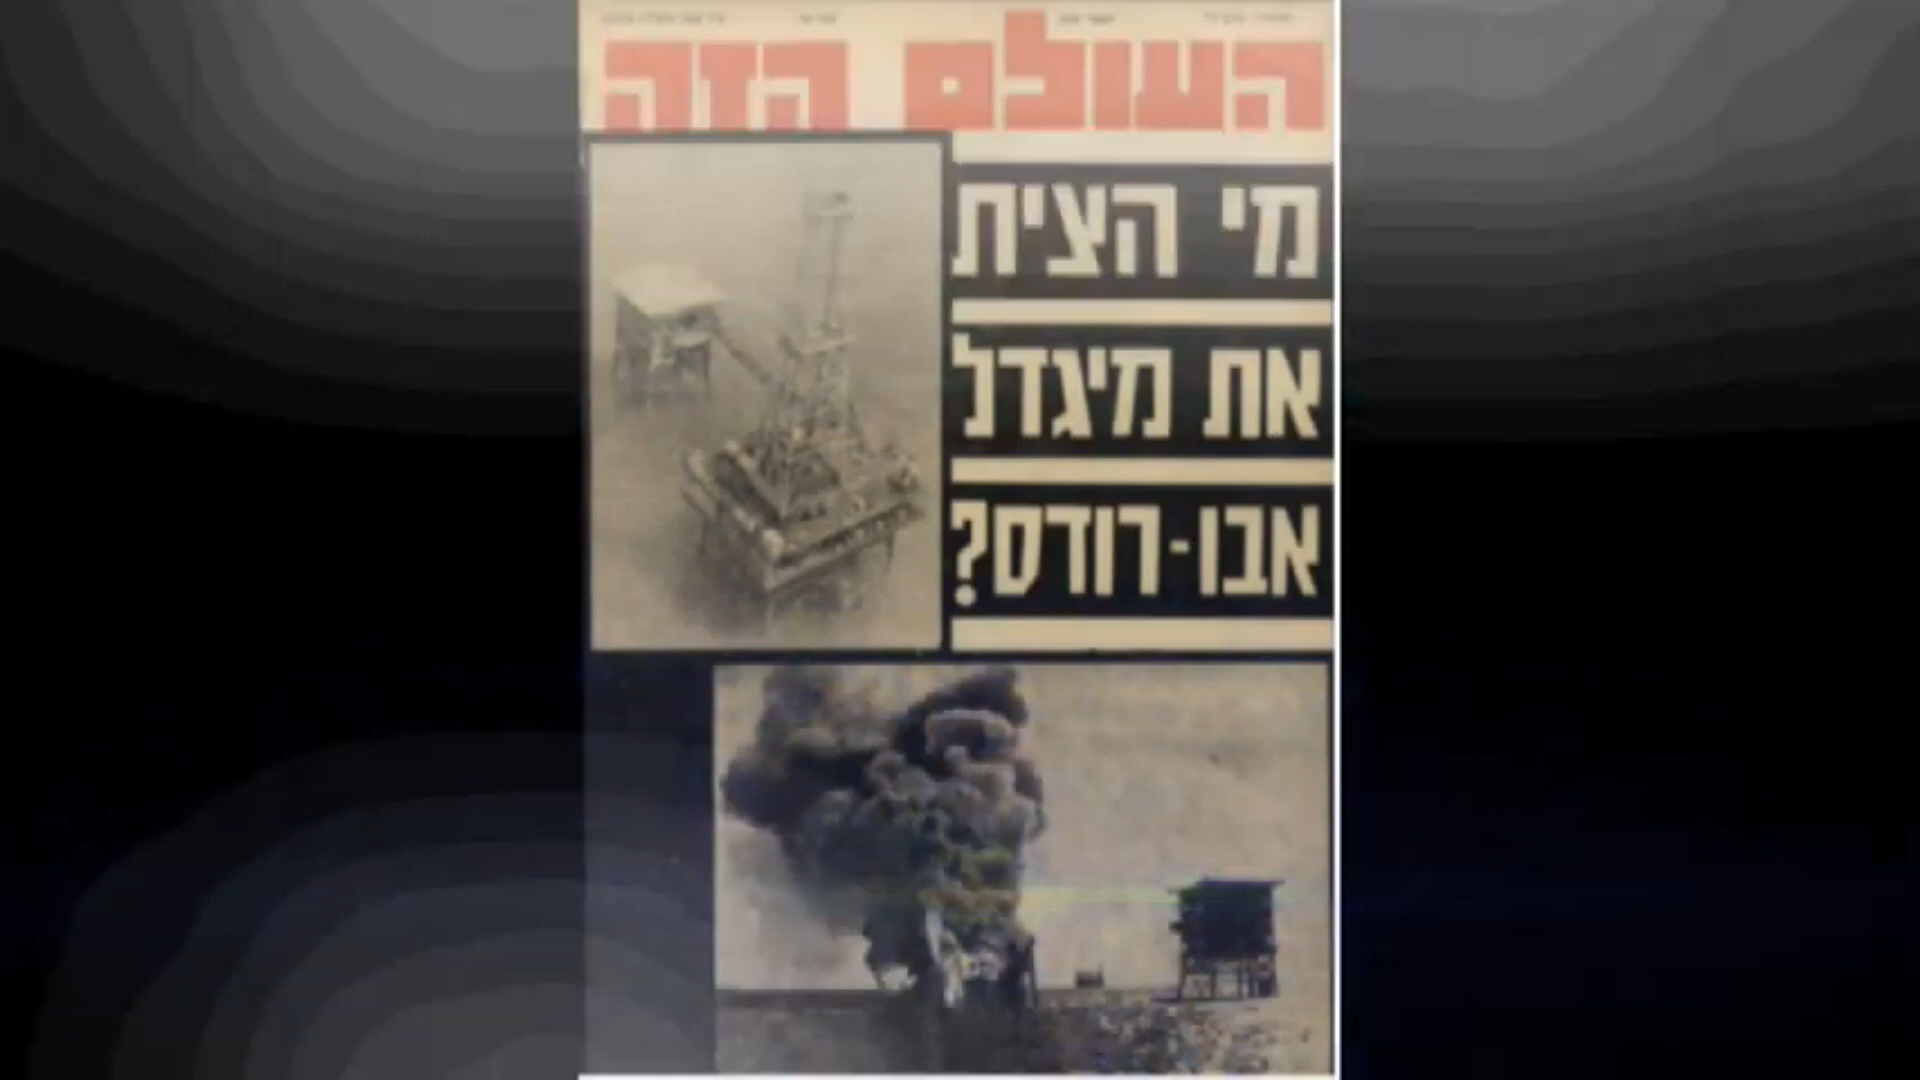 העולם הזה
מי הצית
את מיגדל
אבו-רודס?